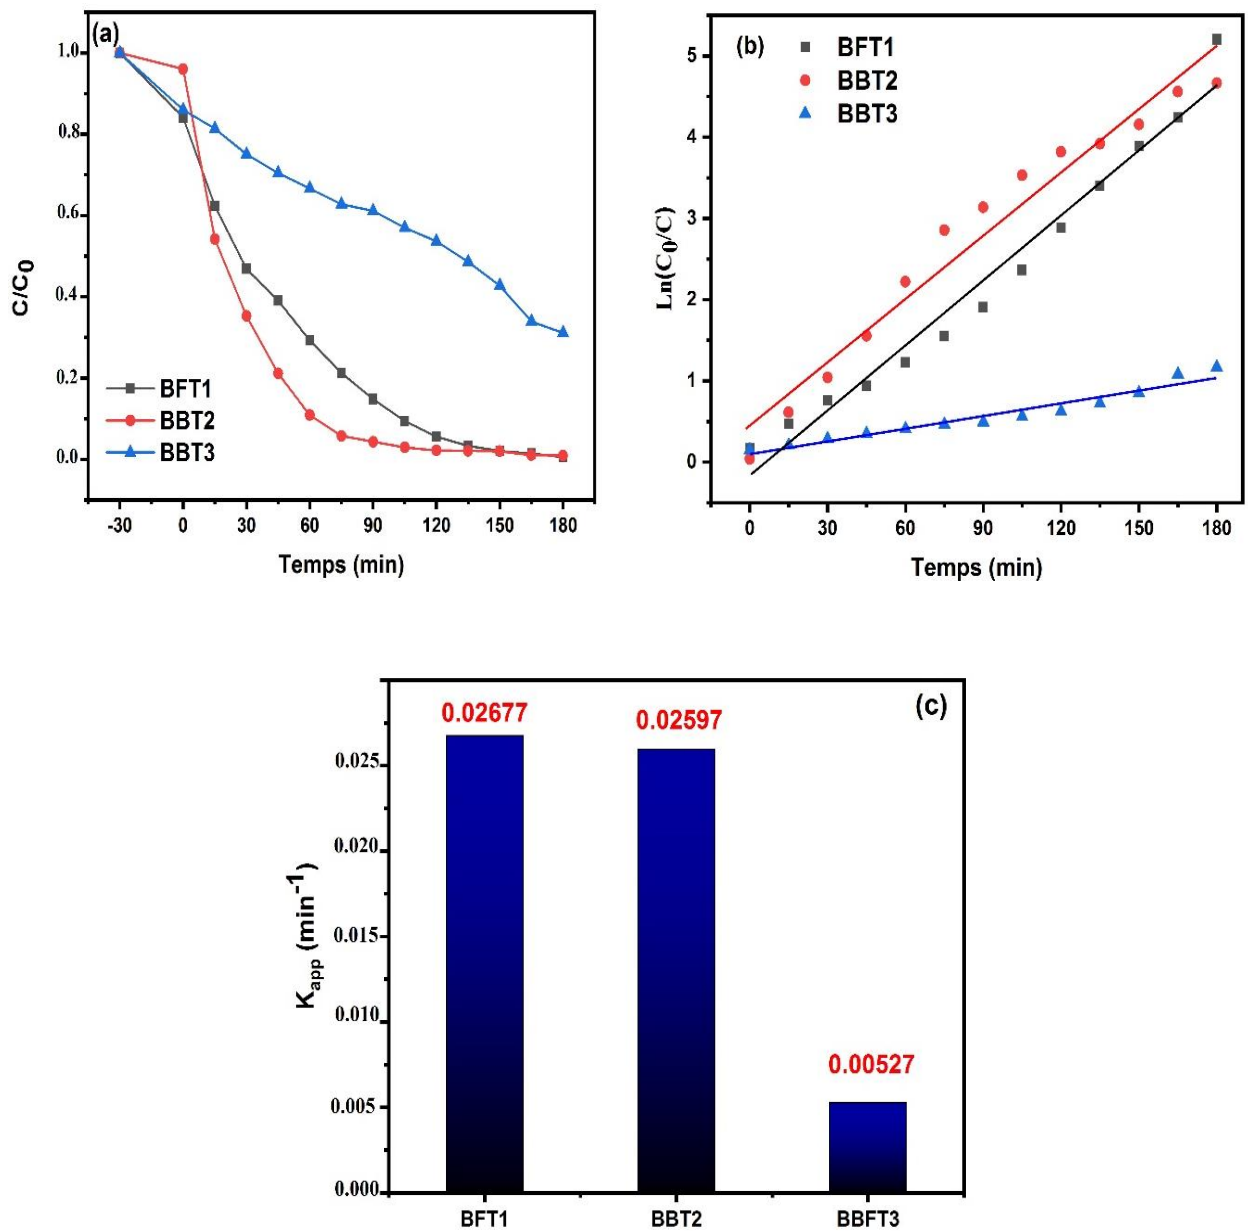 (a)
1.0
0.8
0.6
0.4
0.2
0.0
C/C0
BFT1
BBT2
BBT3
-30 0 30 60 90 120 150 180
Temps (min)
(b)
BFT1
BBT2
BBT3
5
4
3
2
1
0
Ln(C0/C)
0 30 60 90 120 150 180
Temps (min)
(c)
0.02677
0.02597
0.00527
0.025
0.020
0.015
0.010
0.005
0.000
Kapp (min-1)
BFT1 BBT2 BBFT3